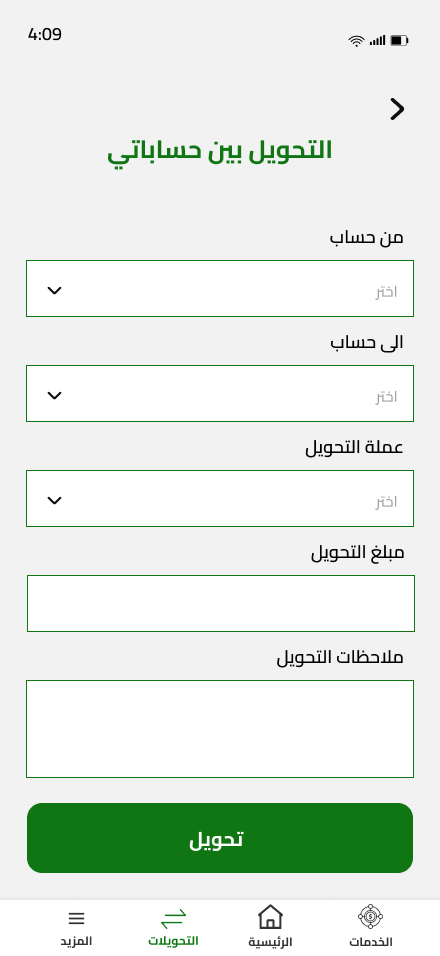 4:09
التحويل بين حساباتي
من حساب
اختر
الى حساب
اختر
عملة التحويل
اختر
مبلغ التحويل
ملاحظات التحويل
تحويل
الخدمات
الرئيسية
التحويلات
المزيد